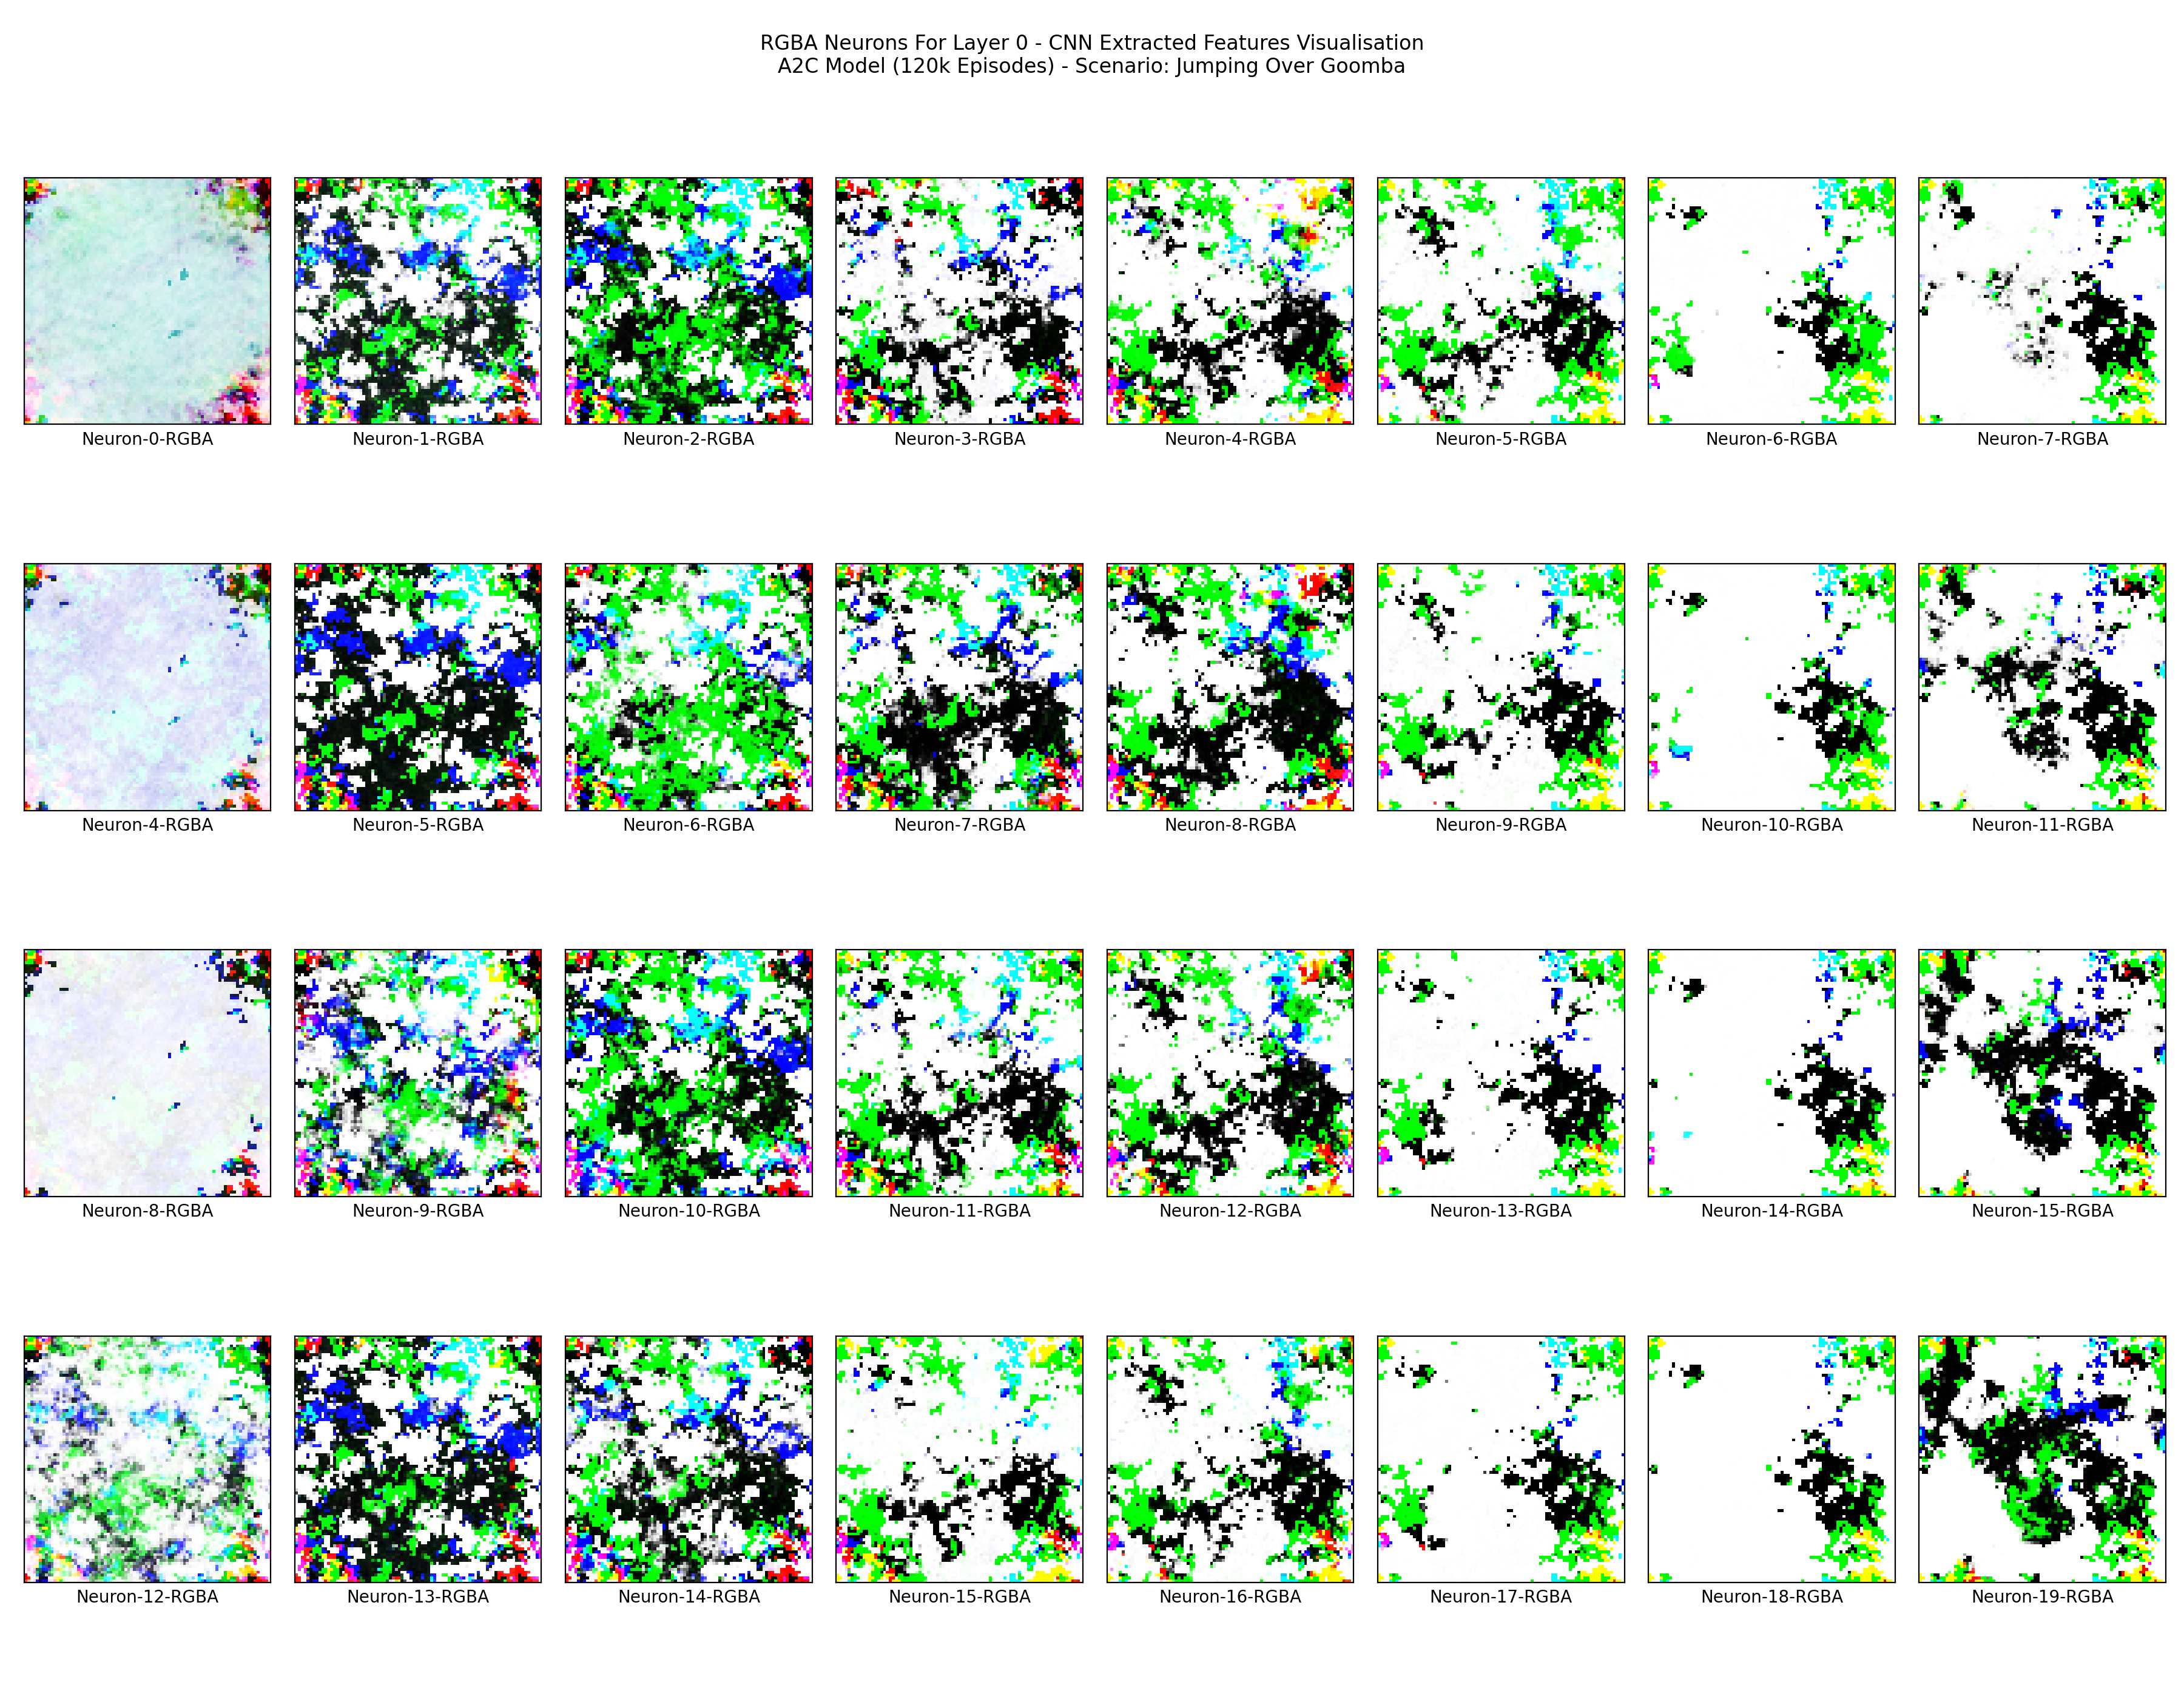 RGBA Neurons For Layer 0 - CNN Extracted Features Visualisation
A2C Model (120k Episodes) - Scenario: Jumping Over Goomba
Neuron-0-RGBA
Neuron-1-RGBA
Neuron-2-RGBA
Neuron-3-RGBA
Neuron-4-RGBA
Neuron-5-RGBA
Neuron-6-RGBA
Neuron-7-RGBA
Neuron-4-RGBA
Neuron-5-RGBA
Neuron-6-RGBA
Neuron-7-RGBA
Neuron-8-RGBA
Neuron-9-RGBA
Neuron-10-RGBA
Neuron-11-RGBA
Neuron-8-RGBA
Neuron-9-RGBA
Neuron-10-RGBA
Neuron-11-RGBA
Neuron-12-RGBA
Neuron-13-RGBA
Neuron-14-RGBA
Neuron-15-RGBA
Neuron-12-RGBA
Neuron-13-RGBA
Neuron-14-RGBA
Neuron-15-RGBA
Neuron-16-RGBA
Neuron-17-RGBA
Neuron-18-RGBA
Neuron-19-RGBA